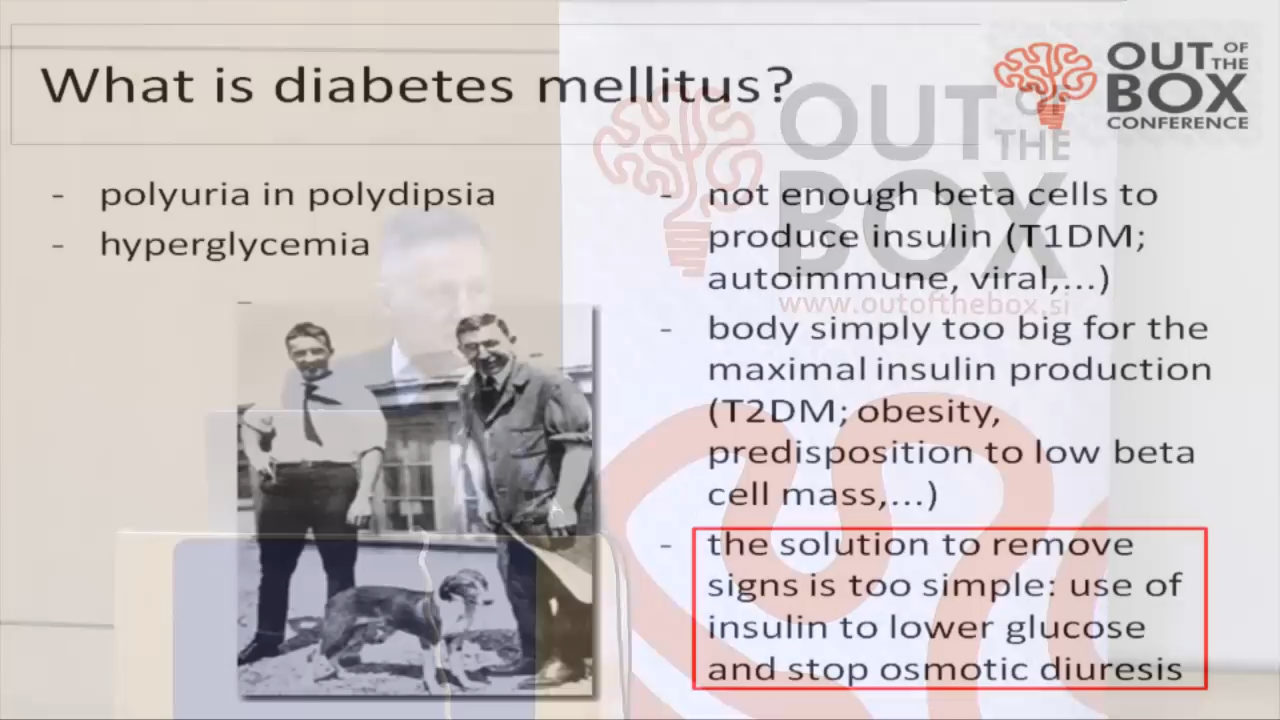 What is diabetes mellitus?
OUT OF THE
BOX
CONFERENCE
- polyuria in polydipsia
- hyperglycemia
- not enough beta cells to
produce insulin (T1DM;
autoimmune, viral,...)
- body simply too big for the
maximal insulin production
(T2DM; obesity,
predisposition to low beta
cell mass,...)
- the solution to remove
signs is too simple: use of
insulin to lower glucose
and stop osmotic diuresis
OUT OF
THE
BOX
www.outofthebox.si